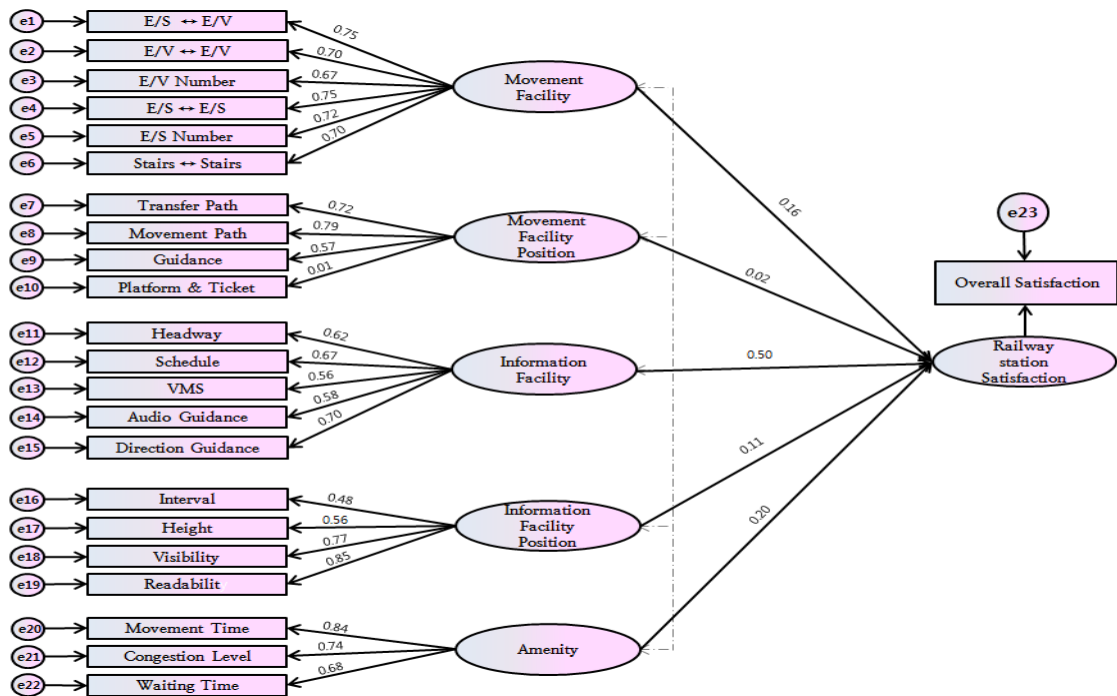 e1
E/S ↔ E/V
e2
E/V ↔ E/V
e3
E/V Number
e4
E/S ↔ E/S
e5
E/S Number
e6
Stairs ↔ Stairs
0.75
0.70
0.67
0.75
0.72
0.70
Movement
Facility
e7
Transfer Path
e8
Movement Path
e9
Guidance
e10
Platform & Ticket
0.72
0.79
0.57
0.01
Movement
Facility
Position
e11
Headway
e12
Schedule
e13
VMS
e14
Audio Guidance
e15
Direction Guidance
0.62
0.67
0.56
0.58
0.70
Information
Facility
e16
Interval
e17
Height
e18
Visibility
e19
Readabilit
0.48
0.56
0.77
0.85
Information
Facility
Position
e20
Movement Time
e21
Congestion Level
e22
Waiting Time
0.84
0.74
0.68
Amenity
0.16
0.02
0.50
0.11
0.20
e23
Overall Satisfaction
Railway
station
Satisfaction